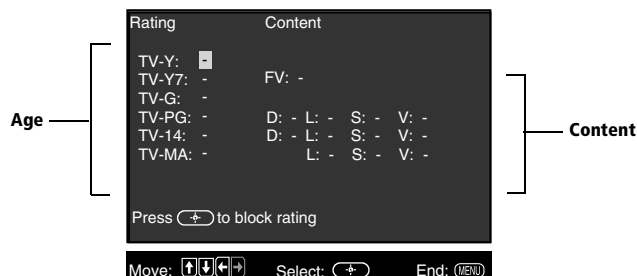 Rating Content
TV-Y: -
TV-Y7: - FV: -
TV-G: -
TV-PG: - D: - L: - S: - V: -
TV-14: - D: - L: - S: - V: -
TV-MA: - L: - S: - V: -
Age
Content
Press to block rating
Move: Select: End: MENU